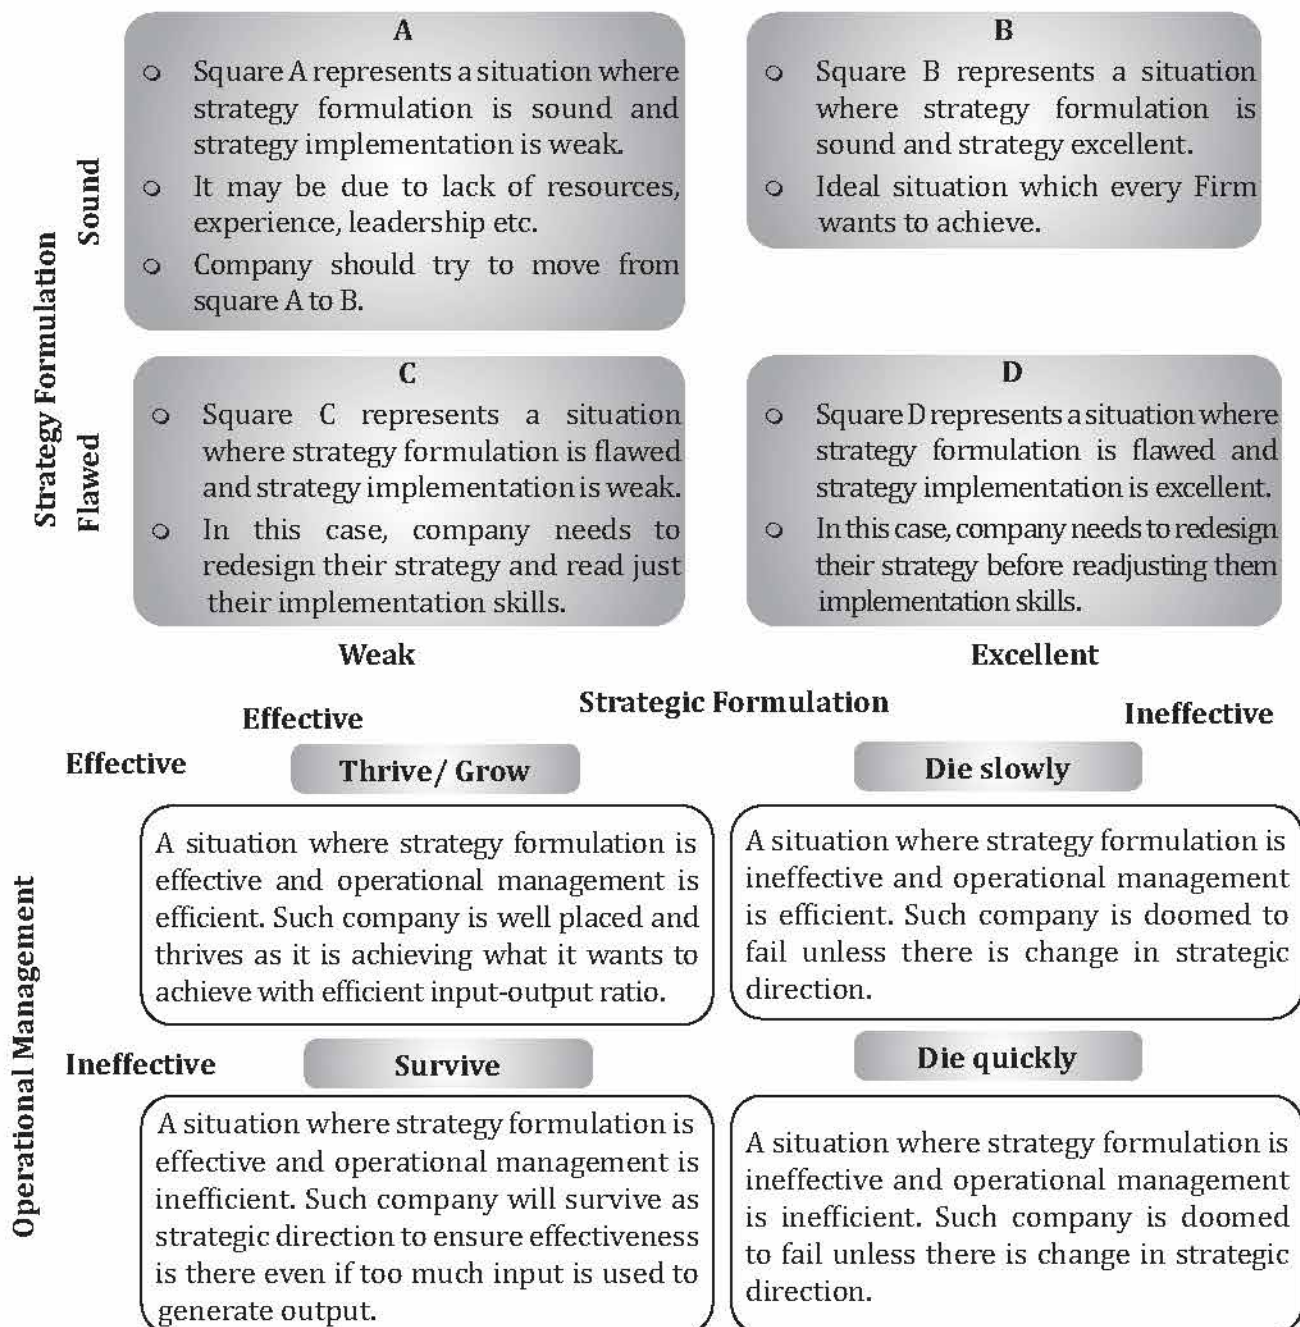 A
○ Square A represents a situation where
strategy formulation is sound and
strategy implementation is weak.
○ It may be due to lack of resources,
experience, leadership etc.
○ Company should try to move from
square A to B.
B
○ Square B represents a situation
where strategy formulation is
sound and strategy excellent.
○ Ideal situation which every Firm
wants to achieve.
Strategy Formulation
Sound
Flawed
C
○ Square C represents a situation
where strategy formulation is flawed
and strategy implementation is weak.
○ In this case, company needs to
redesign their strategy and read just
their implementation skills.
D
○ Square D represents a situation where
strategy formulation is flawed and
strategy implementation is excellent.
○ In this case, company needs to redesign
their strategy before readjusting them
implementation skills.
Weak
Excellent
Strategic Formulation
Effective
Ineffective
Operational Management
Effective
Thrive/ Grow
A situation where strategy formulation is
effective and operational management is
efficient. Such company is well placed and
thrives as it is achieving what it wants to
achieve with efficient input-output ratio.
Die slowly
A situation where strategy formulation is
ineffective and operational management
is efficient. Such company is doomed to
fail unless there is change in strategic
direction.
Ineffective
Survive
A situation where strategy formulation is
effective and operational management is
inefficient. Such company will survive as
strategic direction to ensure effectiveness
is there even if too much input is used to
generate output.
Die quickly
A situation where strategy formulation is
ineffective and operational management
is inefficient. Such company is doomed
to fail unless there is change in strategic
direction.